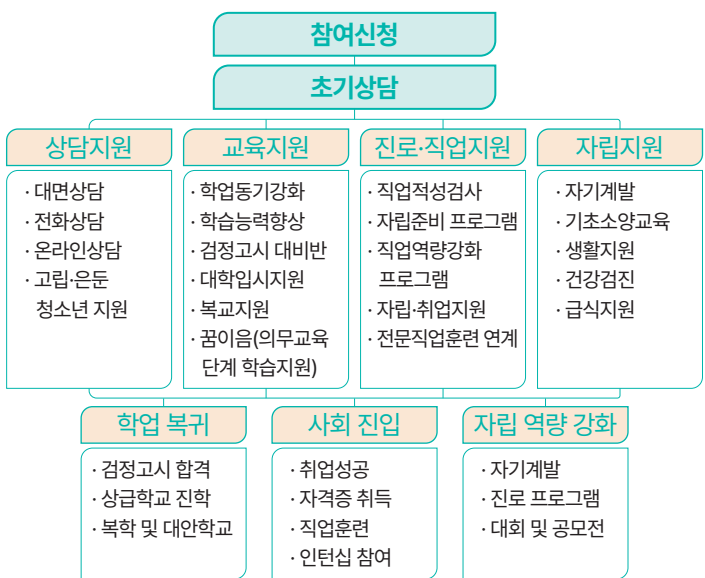 참여신청
초기상담
상담지원
· 대면상담
· 전화상담
· 온라인상담
· 고립·은둔
청소년 지원
교육지원
· 학업동기강화
· 학습능력향상
· 검정고시 대비반
· 대학입시지원
· 복교지원
· 꿈이음(의무교육
단계 학습지원)
진로·직업지원
· 직업적성검사
· 자립준비 프로그램
· 직업역량강화
프로그램
· 자립·취업지원
· 전문직업훈련 연계
자립지원
· 자기계발
· 기초소양교육
· 생활지원
· 건강검진
· 급식지원
학업 복귀
· 검정고시 합격
· 상급학교 진학
· 복학 및 대안학교
사회 진입
· 취업성공
· 자격증 취득
· 직업훈련
· 인턴십 참여
자립 역량 강화
· 자기계발
· 진로 프로그램
· 대회 및 공모전